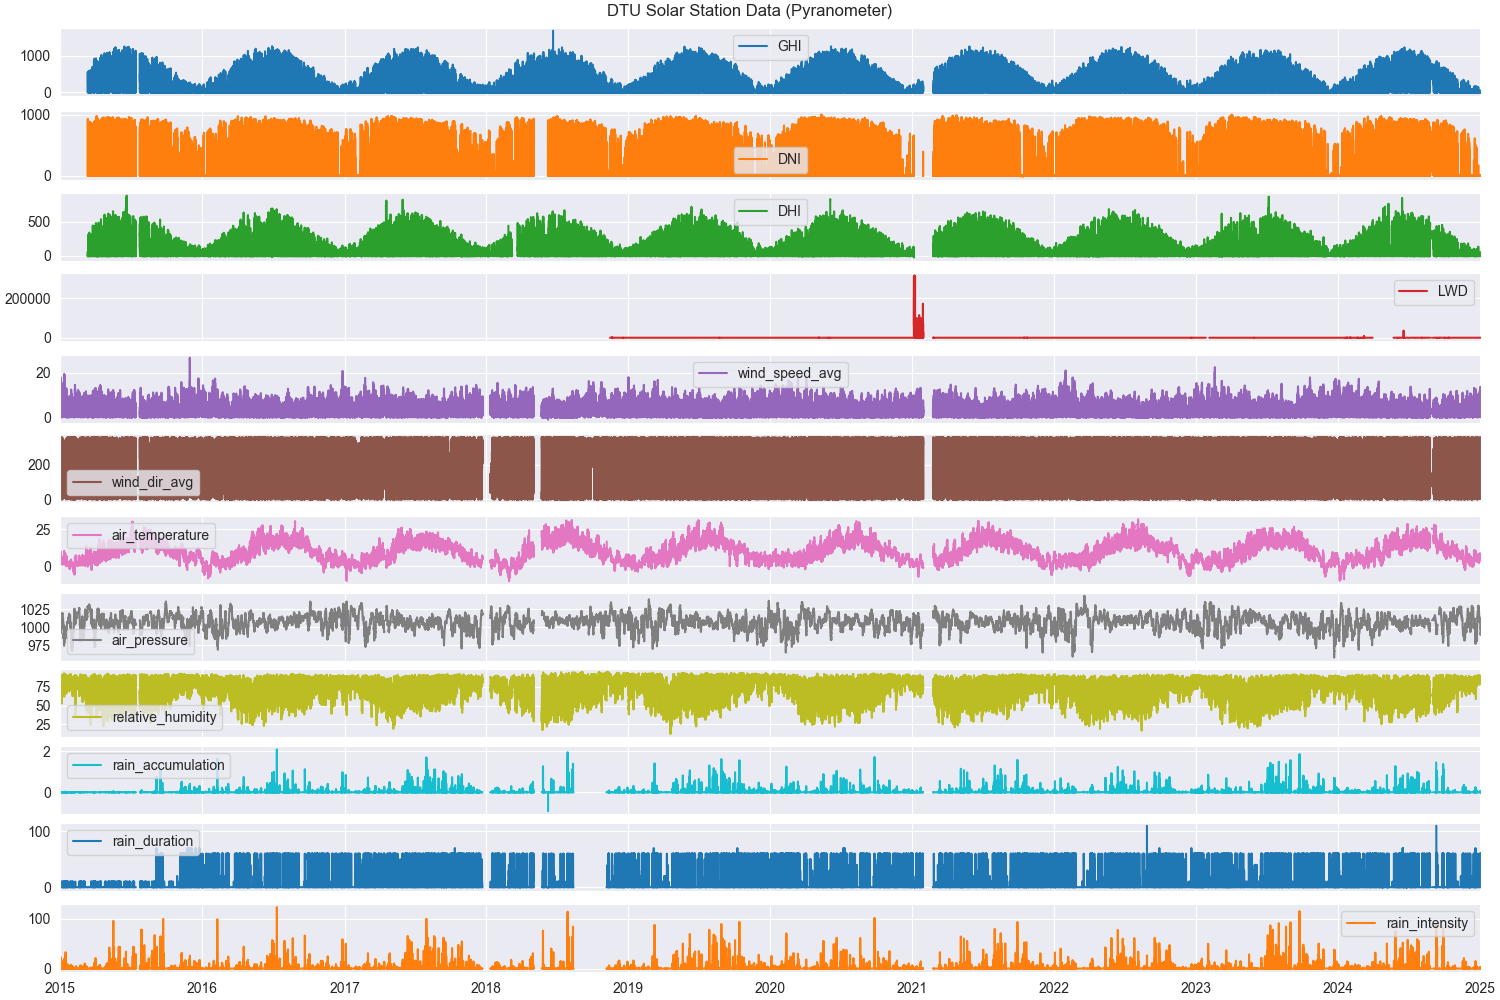 DTU Solar Station Data (Pyranometer)
1000
0
GHI
1000
0
DNI
500
0
DHI
200000
0
LWD
20
0
wind_speed_avg
200
0
wind_dir_avg
25
0
air_temperature
1025
1000
975
air_pressure
75
50
25
relative_humidity
2
0
rain_accumulation
100
0
rain_duration
100
0
rain_intensity
2015 2016 2017 2018 2019 2020 2021 2022 2023 2024 2025